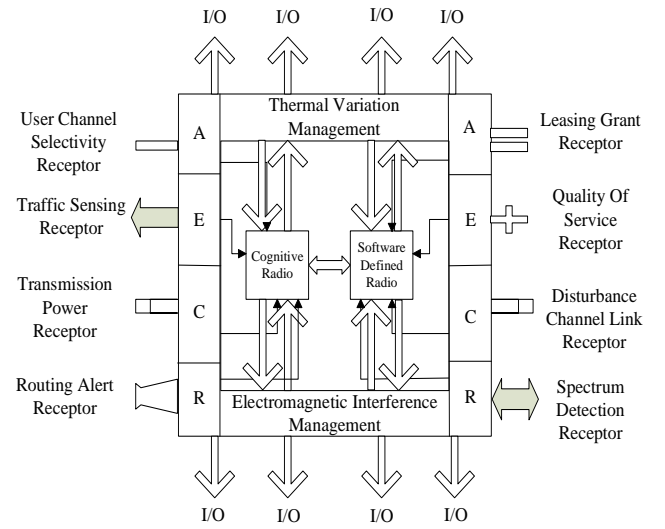 I/O I/O I/O I/O
Thermal Variation
Management
User Channel
Selectivity
Receptor
A
A
Leasing Grant
Receptor
Traffic Sensing
Receptor
E
E
Quality Of
Service
Receptor
Cognitive
Radio
Software
Defined
Radio
Transmission
Power
Receptor
C
C
Disturbance
Channel Link
Receptor
Routing Alert
Receptor
R
R
Spectrum
Detection
Receptor
Electromagnetic Interference
Management
I/O I/O I/O I/O